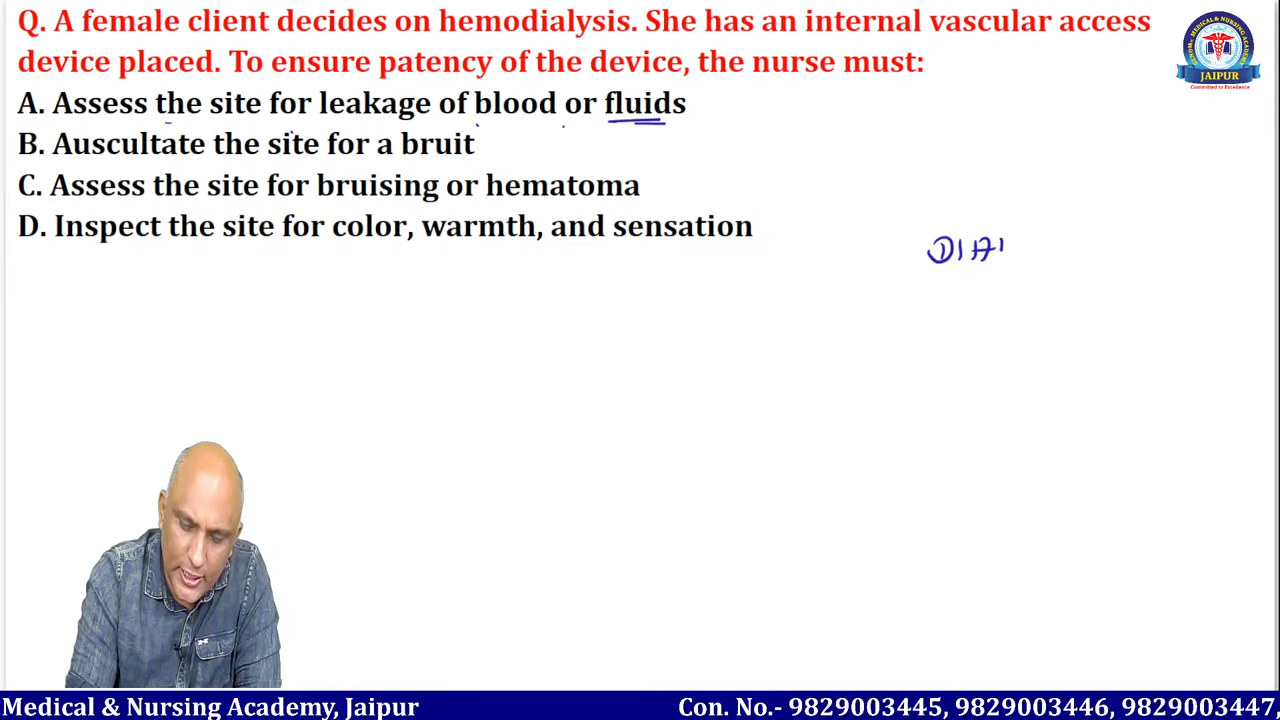 Q. A female client decides on hemodialysis. She has an internal vascular access
device placed. To ensure patency of the device, the nurse must:
A. Assess the site for leakage of blood or fluids
B. Auscultate the site for a bruit
C. Assess the site for bruising or hematoma
D. Inspect the site for color, warmth, and sensation
JAIPUR
Committed to Excellence
Medical & Nursing Academy, Jaipur
Con. No.- 9829003445, 9829003446, 9829003447,